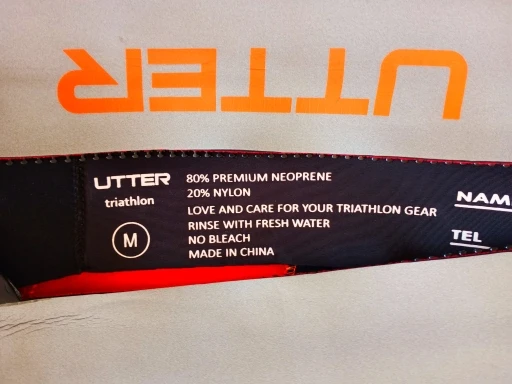 UTTER
UTTER
triathlon
M
80% PREMIUM NEOPRENE
20% NYLON
LOVE AND CARE FOR YOUR TRIATHLON GEAR
RINSE WITH FRESH WATER
NO BLEACH
MADE IN CHINA
NAM
TEL